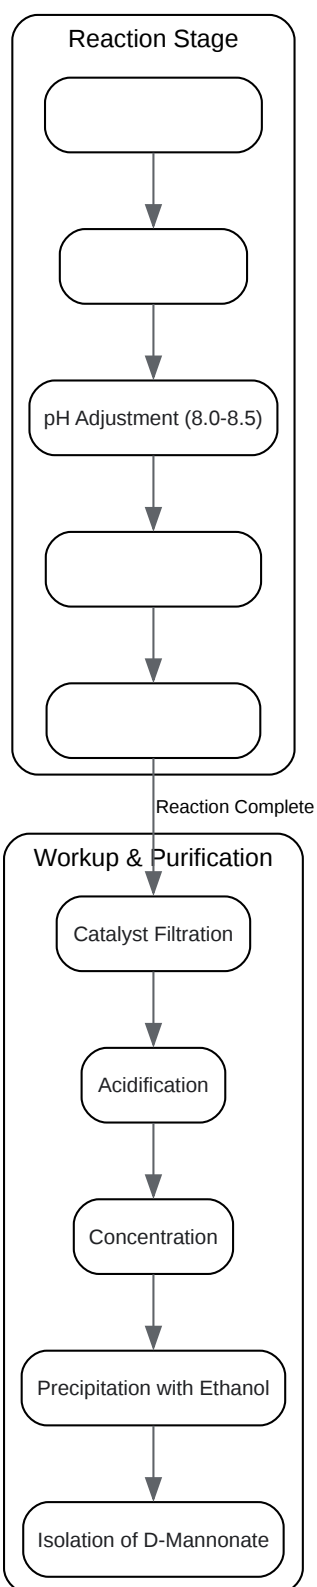 Reaction Stage
pH Adjustment (8.0-8.5)
Reaction Complete
Workup & Purification
Catalyst Filtration
Acidification
Concentration
Precipitation with Ethanol
Isolation of D-Mannonate